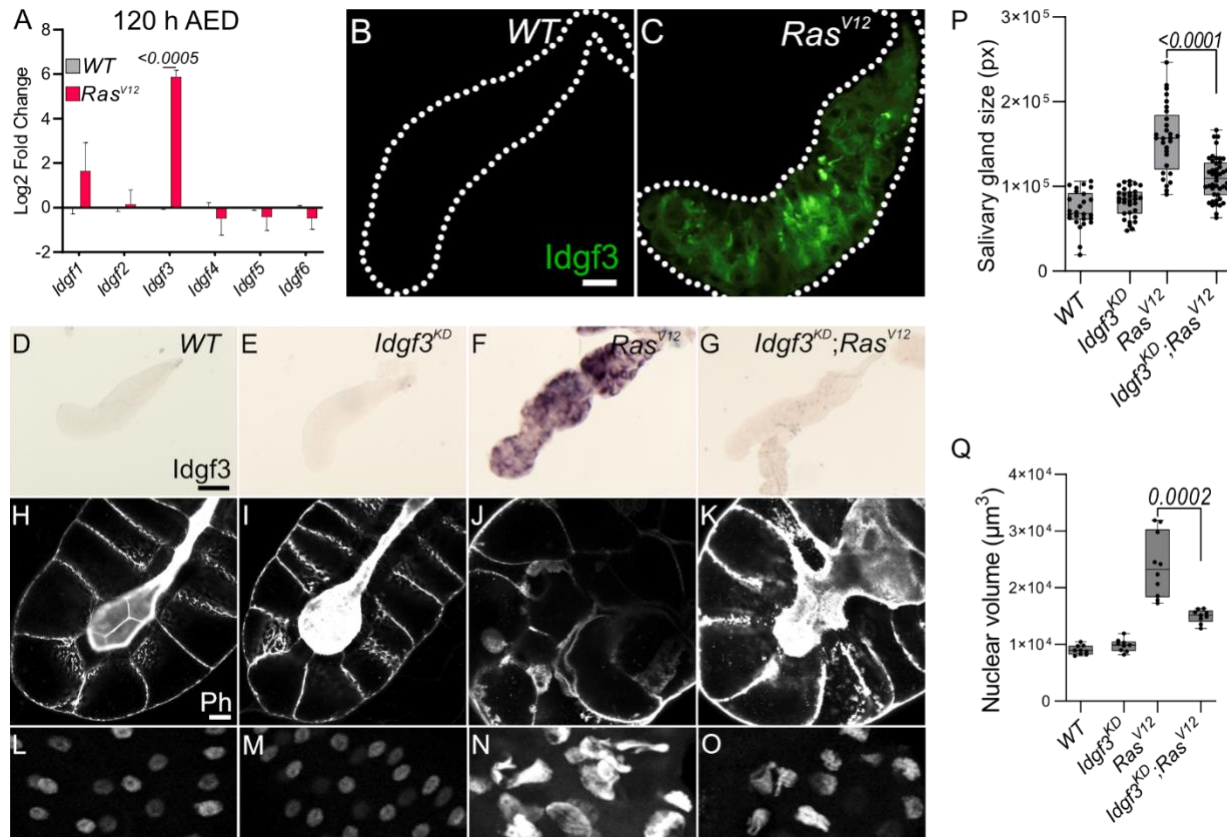 A 120 h AED
Log2 Fold Change
8
6
4
2
0
-2
WT
Ras^V12
<0.0005
Idgf1 Idgf2 Idgf3 Idgf4 Idgf5 Idgf6
B WT
C Ras^V12
Idgf3
D WT
Idgf3
E Idgf3^KD
F Ras^V12
G Idgf3^KD;Ras^V12
H
Ph
I
J
K
L
M
N
O
P
Salivary gland size (px)
3×10^5
2×10^5
1×10^5
0
<0.0001
WT Idgf3^KD Ras^V12 Idgf3^KD;Ras^V12
Q
Nuclear volume (μm³)
4×10^4
3×10^4
2×10^4
1×10^4
0
0.0002
WT Idgf3^KD Ras^V12 Idgf3^KD;Ras^V12